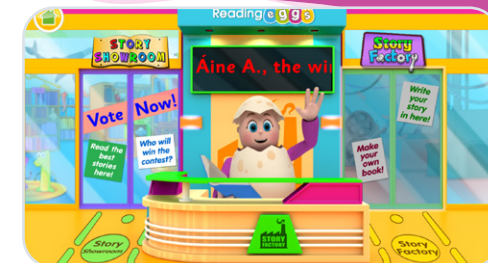 Reading eggs
STORY
SHOWROOM
Áine A., the wi
Story
Factory
Vote Now!
Read the
best
stories
here!
Who will
win the
contest?
Write
your
story
in here!
Make
your
own
book!
STORY
FACTORY
Story
Showroom
Story
Factory